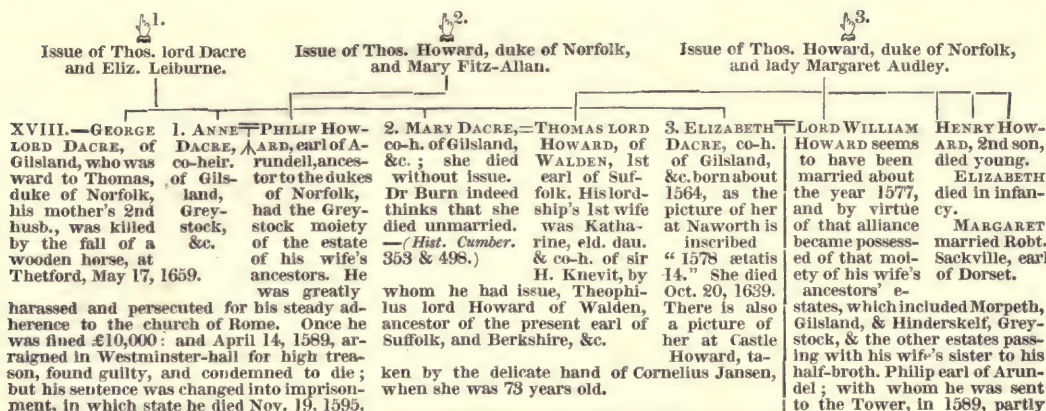 1.
Issue of Thos. lord Dacre
and Eliz. Leiburne.
2.
Issue of Thos. Howard, duke of Norfolk,
and Mary Fitz-Allan.
3.
Issue of Thos. Howard, duke of Norfolk,
and lady Margaret Audley.
XVIII.—GEORGE
LORD DACRE, of
Gilsland, who was
ward to Thomas,
duke of Norfolk,
his mother's 2nd
husb., was killed
by the fall of a
wooden horse, at
Thetford, May 17, 1659.
1. ANNE
DACRE,
co-heir.
of Gils-
land,
Grey-
stock,
&c.
PHILIP HOW-
ARD, earl of A-
rundell, ances-
tor to the dukes
of Norfolk,
had the Grey-
stock moiety
of the estate
of his wife's
ancestors. He
was greatly
harassed and persecuted for his steady ad-
herence to the church of Rome. Once he
was fined £10,000: and April 14, 1589, ar-
raigned in Westminster-hall for high trea-
son, found guilty, and condemned to die;
but his sentence was changed into imprison-
ment, in which state he died Nov. 19, 1595.
2. MARY DACRE,=
co-h. of Gilsland,
&c.; she died
without issue.
Dr Burn indeed
thinks that she
died unmarried.
—(Hist. Cumber.
353 & 498.)
THOMAS LORD
HOWARD, of
WALDEN, 1st
earl of Suf-
folk. His lord-
ship's 1st wife
was Katha-
rine, eld. dau.
& co-h. of sir
H. Knevit, by
whom he had issue, Theophi-
lus lord Howard of Walden,
ancestor of the present earl of
Suffolk, and Berkshire, &c.
3. ELIZABETH
DACRE, co-h.
of Gilsland,
&c. born about
1564, as the
picture of her
at Naworth is
inscribed
“ 1578 ætatis
14.” She died
Oct. 20, 1639.
There is also
a picture of
her at Castle
Howard, ta-
ken by the delicate hand of Cornelius Jansen,
when she was 73 years old.
LORD WILLIAM
HOWARD seems
to have been
married about
the year 1577,
and by virtue
of that alliance
became possess-
ed of that moi-
ety of his wife's
ancestors' e-
states, which included Morpeth,
Gilsland, & Hinderskelf, Grey-
stock, & the other estates pass-
ing with his wife's sister to his
half-broth. Philip earl of Arun-
del; with whom he was sent
to the Tower, in 1589, partly
HENRY HOW-
ARD, 2nd son,
died young.
ELIZABETH
died in infan-
cy.
MARGARET
married Robt.
Sackville, earl
of Dorset.